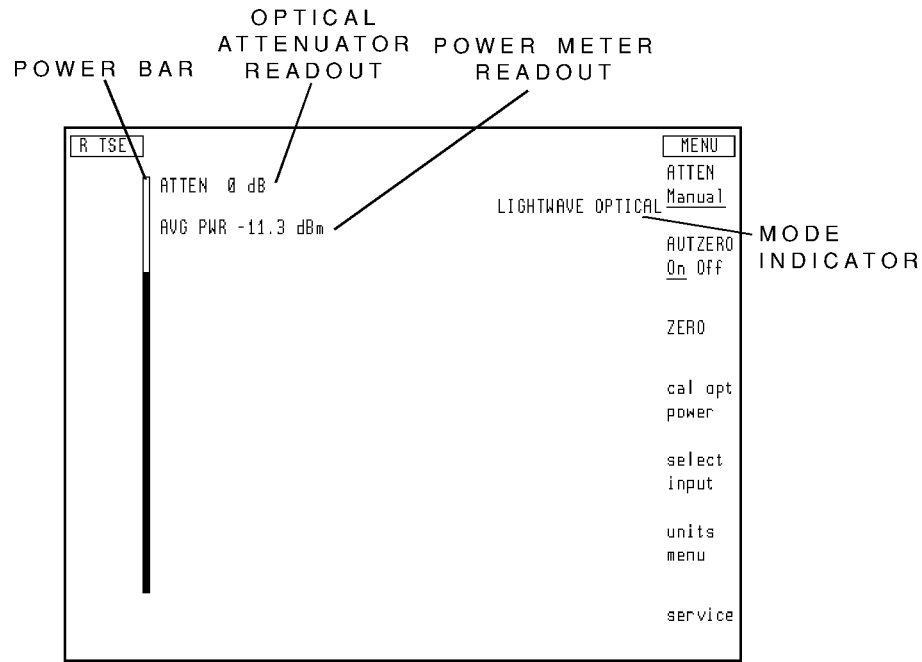 OPTICAL
ATTENUATOR
READOUT
POWER METER
READOUT
POWER BAR
R TSE
MENU
ATTEN
Manual
ATTEN 0 dB
LIGHTWAVE OPTICAL
AVG PWR -11.3 dBm
MODE
INDICATOR
AUTZERO
On Off
ZERO
cal opt
power
select
input
units
menu
service